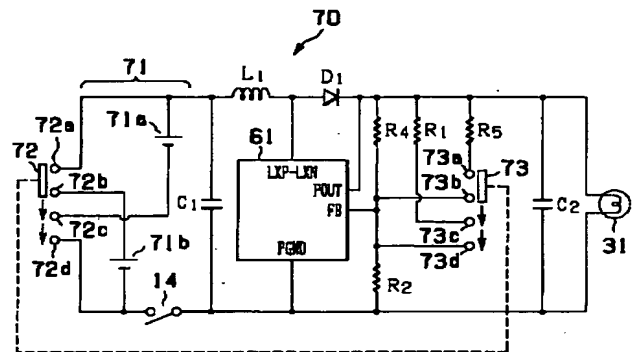 70
71
L1
D1
72a
71a
72
72b
61
R4
R1
R5
73a
73
LXP-LXN
POUT
73b
FB
C1
C2
72c
31
72d
71b
PGND
73c
73d
R2
14